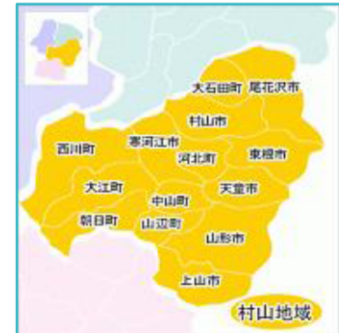 大石田町
尾花沢市
村山市
西川町
寒河江市
河北町
東根市
大江町
中山町
天童市
朝日町
山辺町
山形市
上山市
村山地域